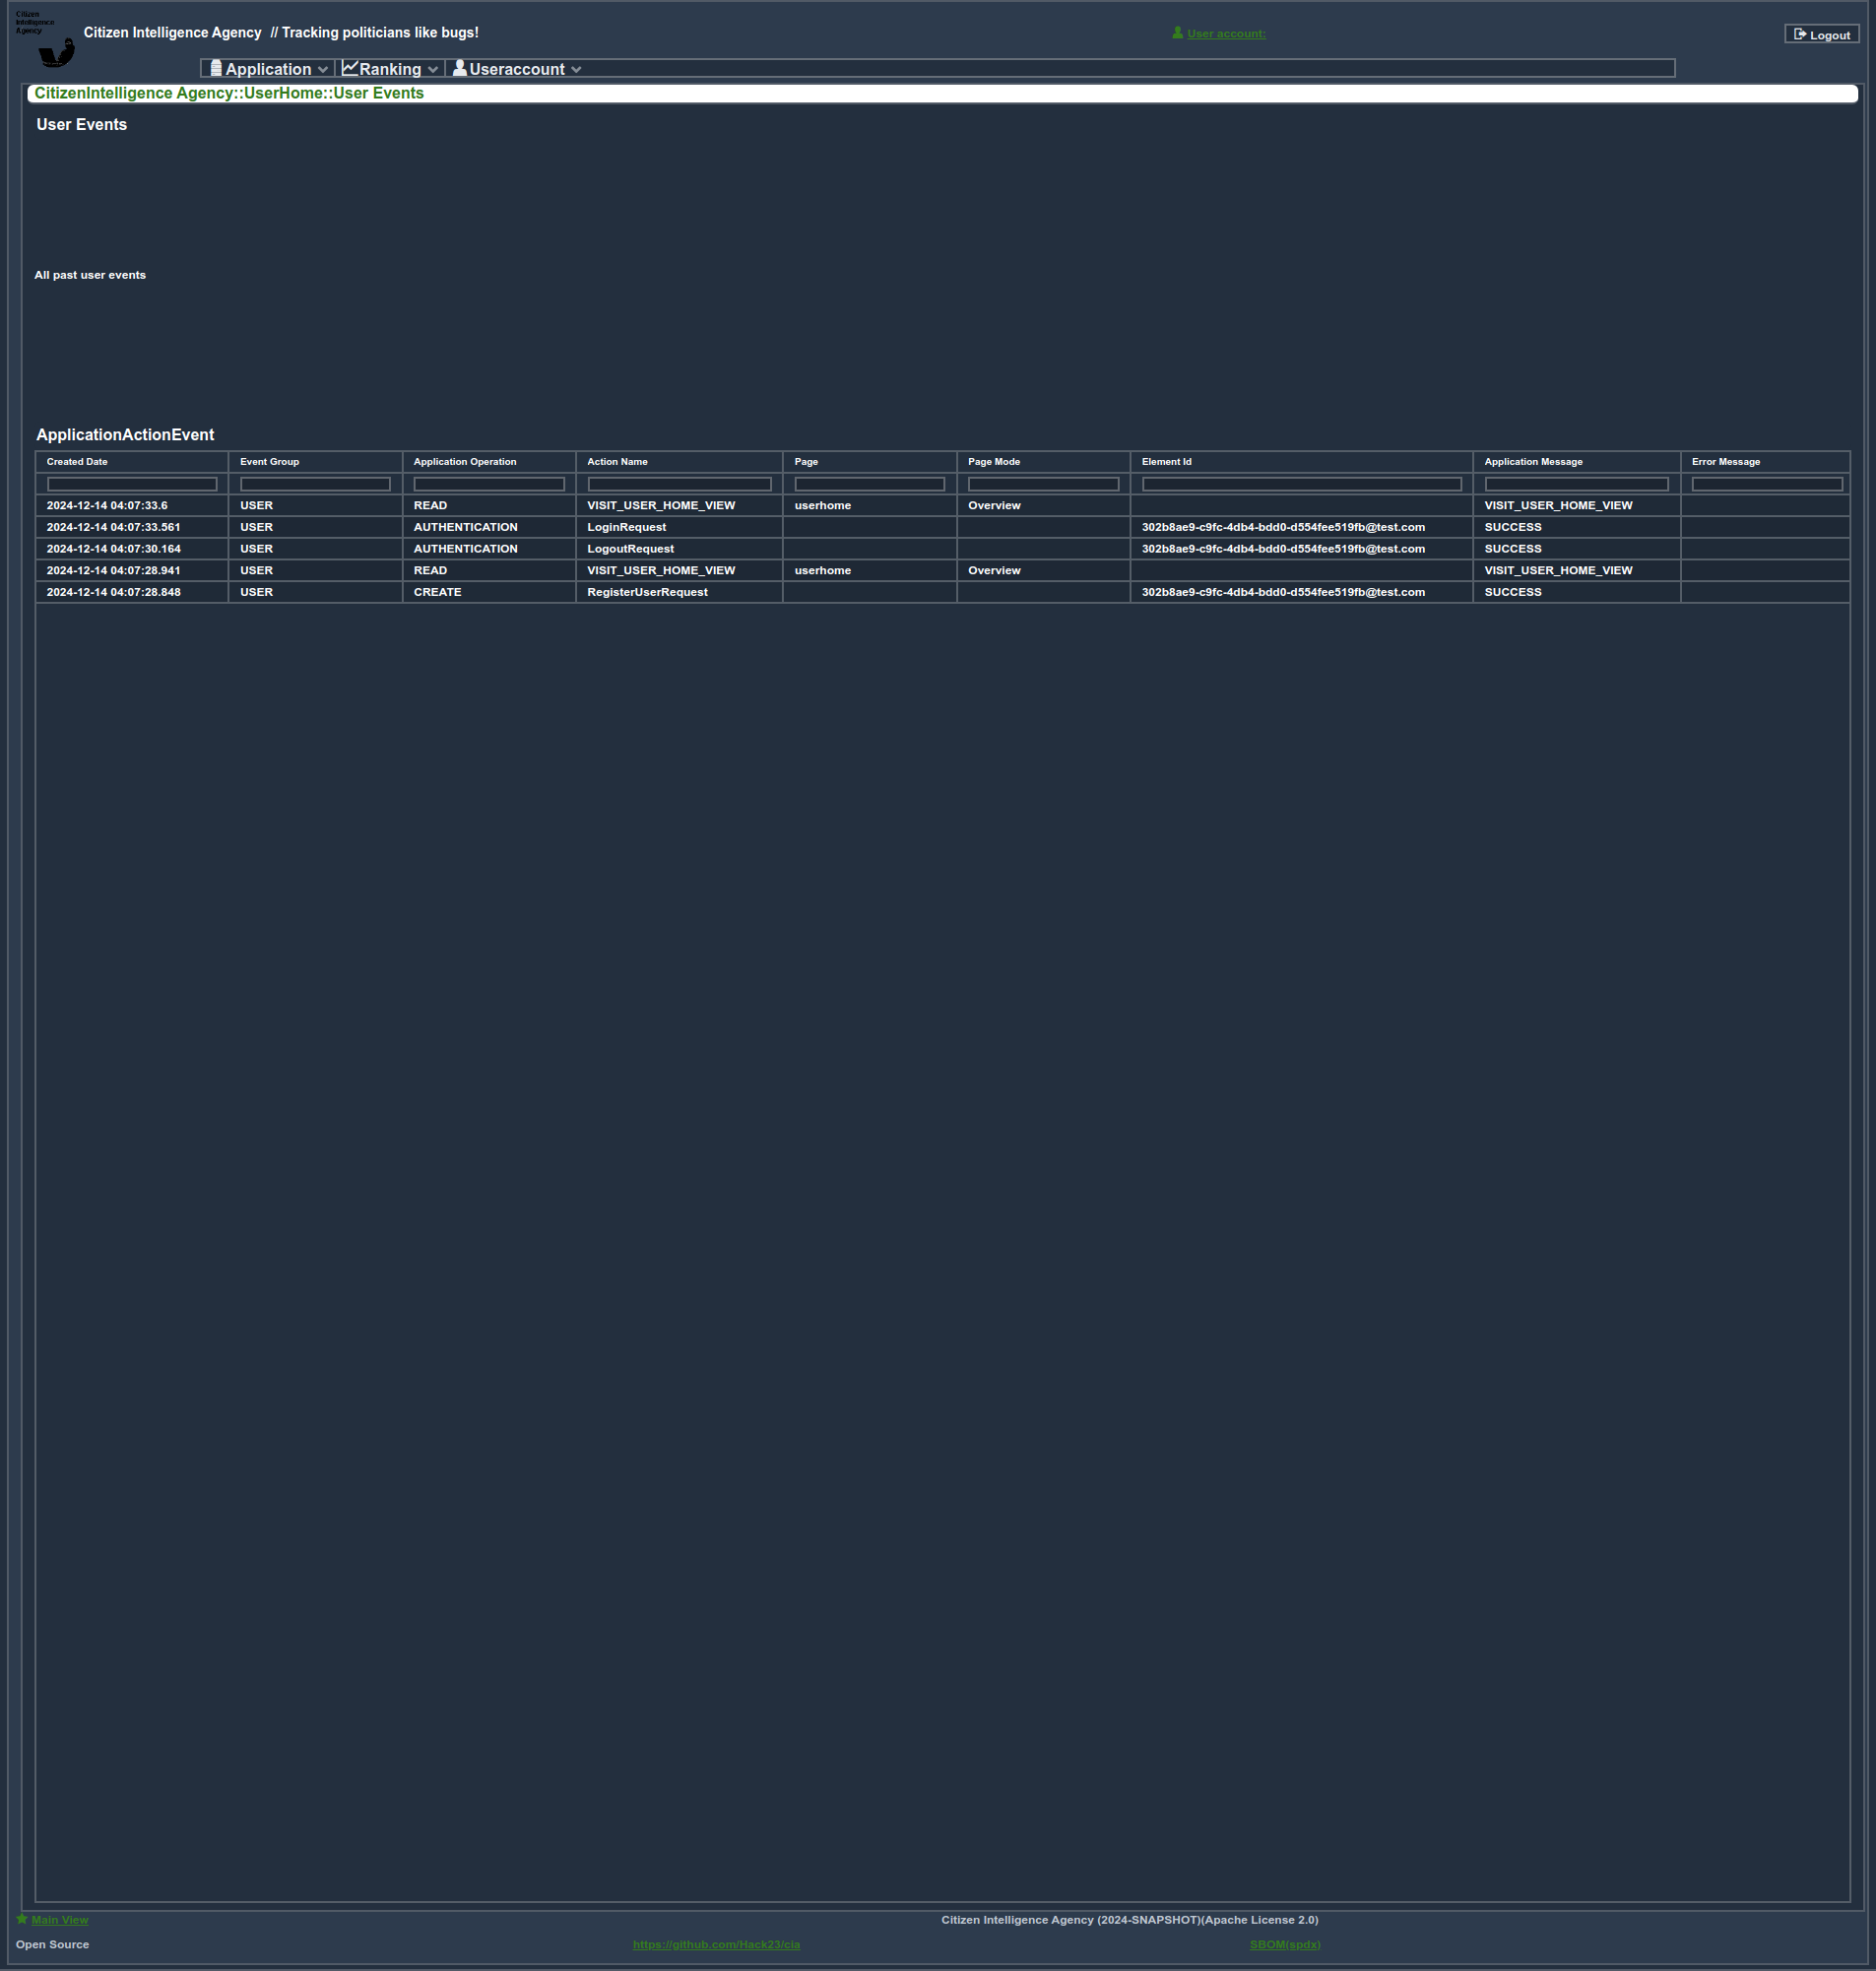 Citizen
Intelligence
Agency
Citizen Intelligence Agency // Tracking politicians like bugs!
User account:
Logout
Application Ranking Useraccount
CitizenIntelligence Agency::UserHome::User Events
User Events
All past user events
ApplicationActionEvent
Created Date Event Group Application Operation Action Name Page Page Mode Element Id Application Message Error Message
2024-12-14 04:07:33.6 USER READ VISIT_USER_HOME_VIEW userhome Overview VISIT_USER_HOME_VIEW
2024-12-14 04:07:33.561 USER AUTHENTICATION LoginRequest 302b8ae9-c9fc-4db4-bdd0-d554fee519fb@test.com SUCCESS
2024-12-14 04:07:30.164 USER AUTHENTICATION LogoutRequest 302b8ae9-c9fc-4db4-bdd0-d554fee519fb@test.com SUCCESS
2024-12-14 04:07:28.941 USER READ VISIT_USER_HOME_VIEW userhome Overview VISIT_USER_HOME_VIEW
2024-12-14 04:07:28.848 USER CREATE RegisterUserRequest 302b8ae9-c9fc-4db4-bdd0-d554fee519fb@test.com SUCCESS
Main View Citizen Intelligence Agency (2024-SNAPSHOT)(Apache License 2.0)
Open Source https://github.com/Hack23/cia SBOM(spdx)